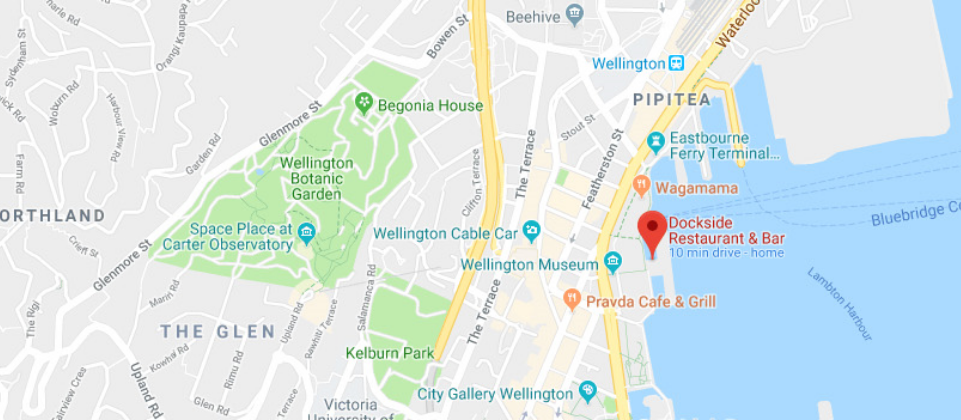 Sydenham St
Orangi Kaupapa Rd
Bowen St
Beehive
Waterloo
Wellington
PIPITEA
Woburn Rd
Harbour View Rd
Farm Rd
Garden Rd
Glenmore St
Begonia House
Wellington
Botanic
Garden
Clifton Terrace
The Terrace
Stout St
Featherston St
Eastbourne
Ferry Terminal...
Wagamama
ORTHLAND
Crieff St
Space Place at
Carter Observatory
Wellington Cable Car
Dockside
Restaurant & Bar
10 min drive - home
Bluebridge Co
Glenmore St
Marin Rd
Salamanca Rd
Wellington Museum
Pravda Cafe & Grill
Lambton Harbour
The Rigi
THE GLEN
Upland Rd
Rawhiti Terrace
The Terrace
Kelburn Park
Kowhai Rd
Rimu Rd
Upland Rd
Fairview Cres
Glen Rd
Terrace
City Gallery Wellington
Victoria
University of